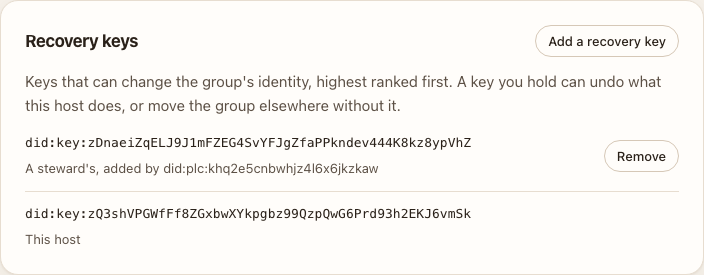 Recovery keys
Add a recovery key
Keys that can change the group's identity, highest ranked first. A key you hold can undo what
this host does, or move the group elsewhere without it.
did:key:zDnaeiZqELJ9J1mFZEG4SvYFJgZfaPPkndev444K8kz8ypVhZ
A steward's, added by did:plc:khq2e5cnbwhjz4l6x6jkzkaw
Remove
did:key:zQ3shVPGWfFf8ZGxbwXYkpgbz99QzpQwG6Prd93h2EKJ6vmSk
This host